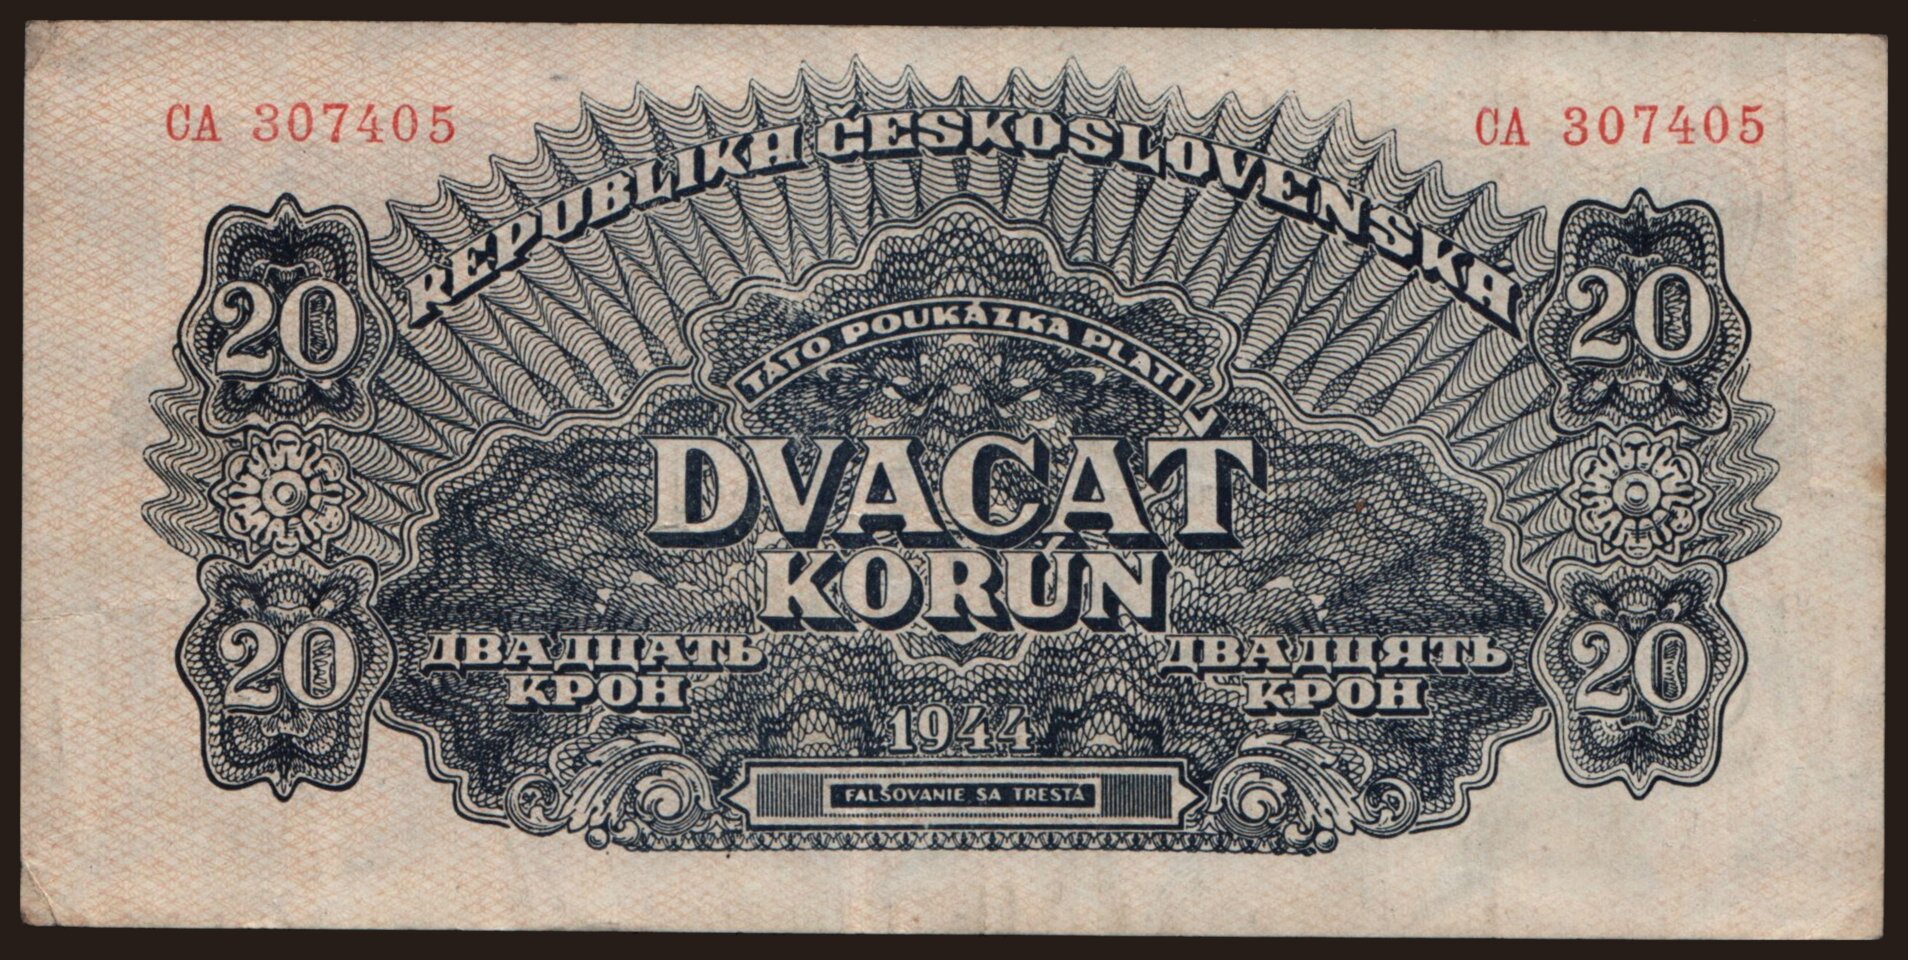 CA 307405
CA 307405
REPUBLIKA ČESKOSLOVENSKÁ
20
20
TÁTO POUKÁZKA PLATÍ
DVACAŤ
KORÚN
ДВАДЦАТЬ
КРОН
ДВАДЦЯТЬ
КРОН
20
20
1944
FALŠOVANIE SA TRESTÁ